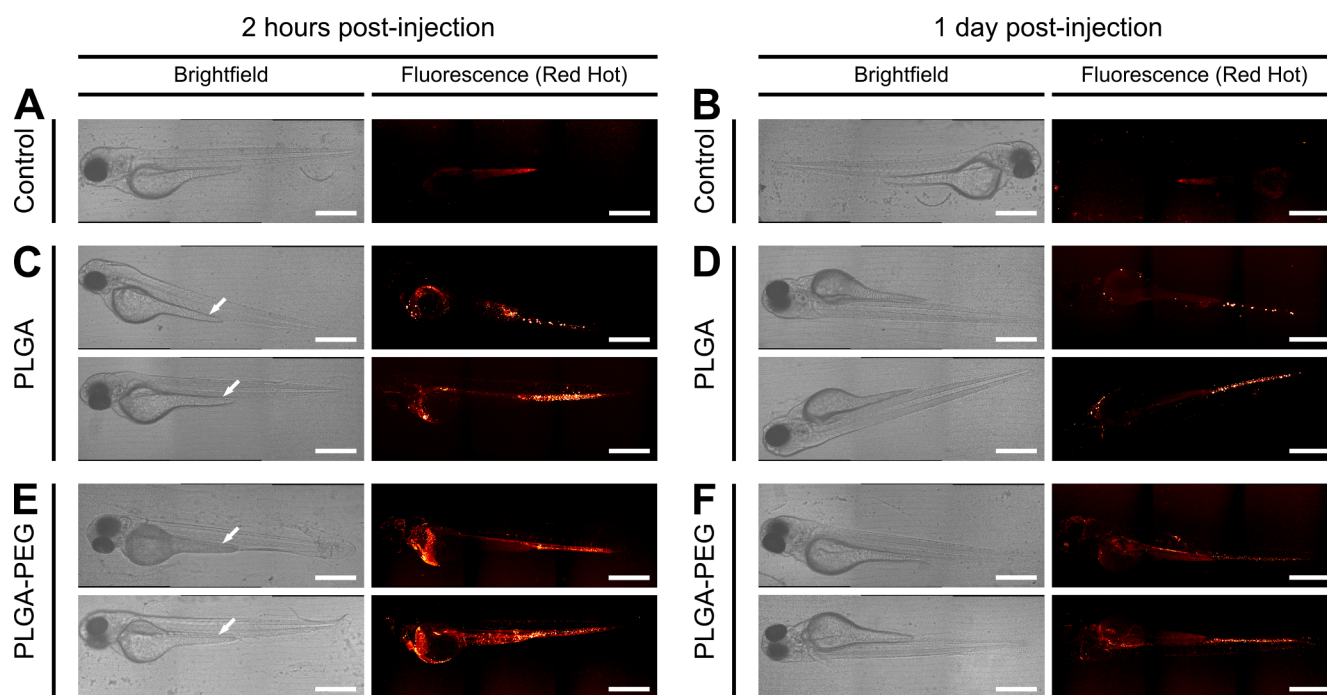 2 hours post-injection
1 day post-injection
Brightfield
Fluorescence (Red Hot)
Brightfield
Fluorescence (Red Hot)
A
Control
B
Control
C
PLGA
D
PLGA
E
PLGA-PEG
F
PLGA-PEG